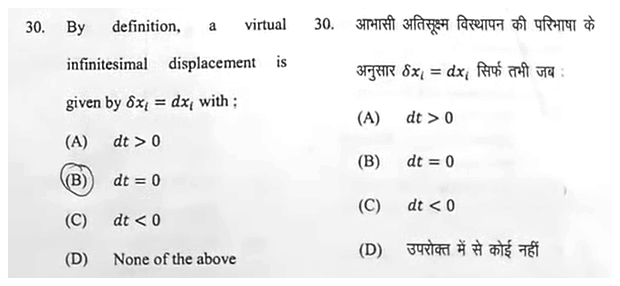 30. By definition, a virtual
infinitesimal displacement is
given by δxᵢ = dxᵢ with ;
(A) dt > 0
(B) dt = 0
(C) dt < 0
(D) None of the above
30. आभासी अतिसूक्ष्म विस्थापन की परिभाषा के
अनुसार δxᵢ = dxᵢ सिर्फ तभी जब :
(A) dt > 0
(B) dt = 0
(C) dt < 0
(D) उपरोक्त में से कोई नहीं